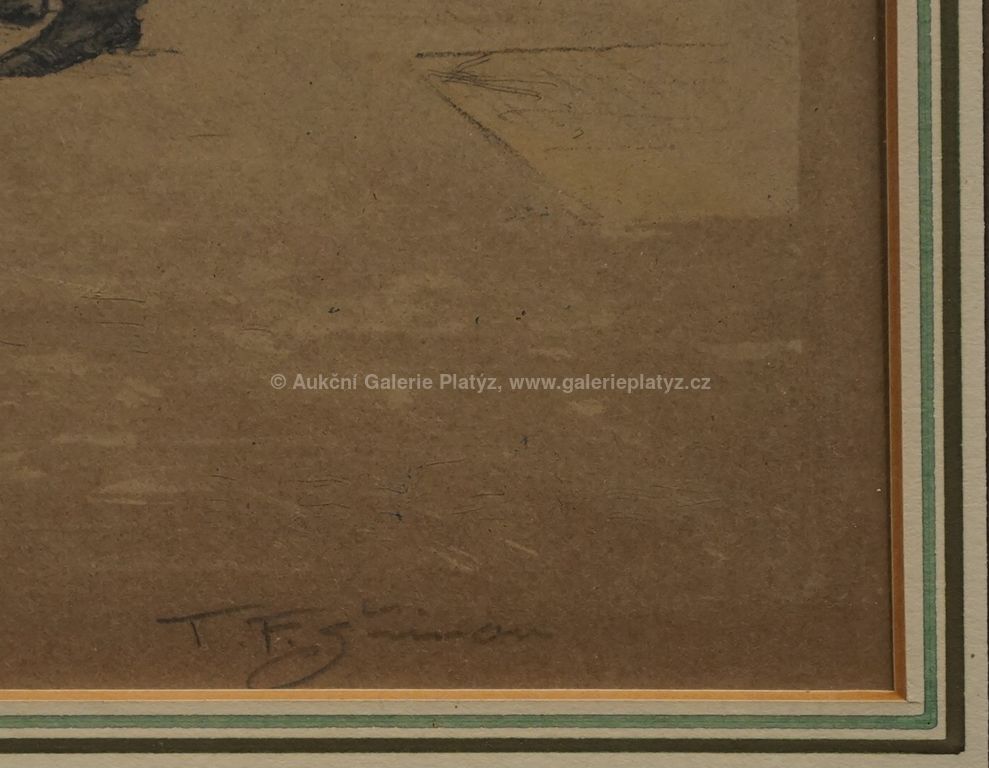 © Aukční Galerie Platýz, www.galerieplatyz.cz
T. F. Šimon